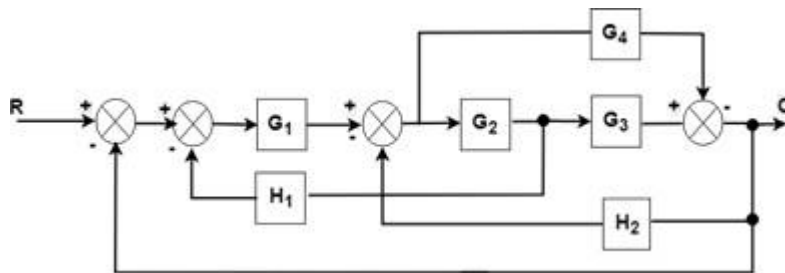 G4
R + + + + - C
G1 G2 G3
- - -
H1
H2